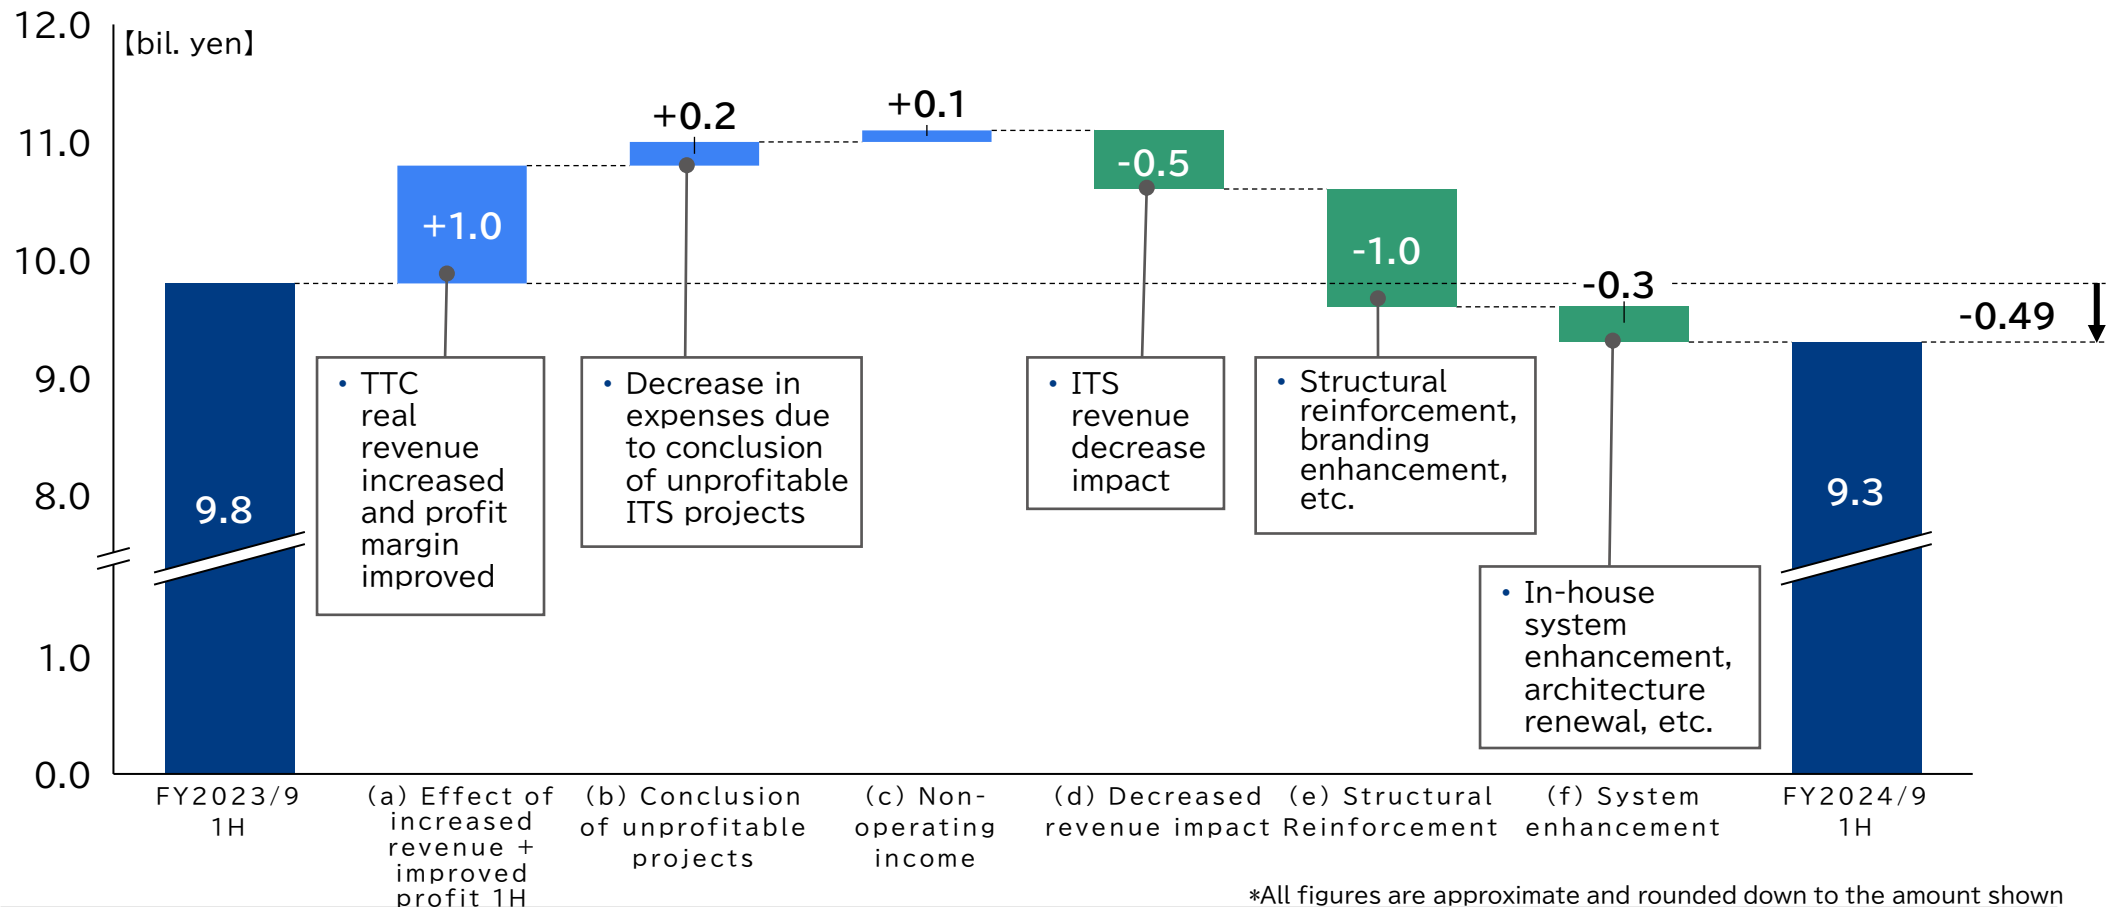 12.0
【bil. yen】
11.0
10.0
9.0
8.0
1.0
0.0
9.8
+1.0
+0.2
+0.1
-0.5
-1.0
-0.3
-0.49
9.3
• TTC
real
revenue
increased
and profit
margin
improved
• Decrease in
expenses due
to conclusion
of unprofitable
ITS projects
• ITS
revenue
decrease
impact
• Structural
reinforcement,
branding
enhancement,
etc.
• In-house
system
enhancement,
architecture
renewal, etc.
FY2023/9
1H
(a) Effect of
increased
revenue +
improved
profit 1H
(b) Conclusion
of unprofitable
projects
(c) Non-
operating
income
(d) Decreased
revenue impact
(e) Structural
Reinforcement
(f) System
enhancement
FY2024/9
1H
*All figures are approximate and rounded down to the amount shown